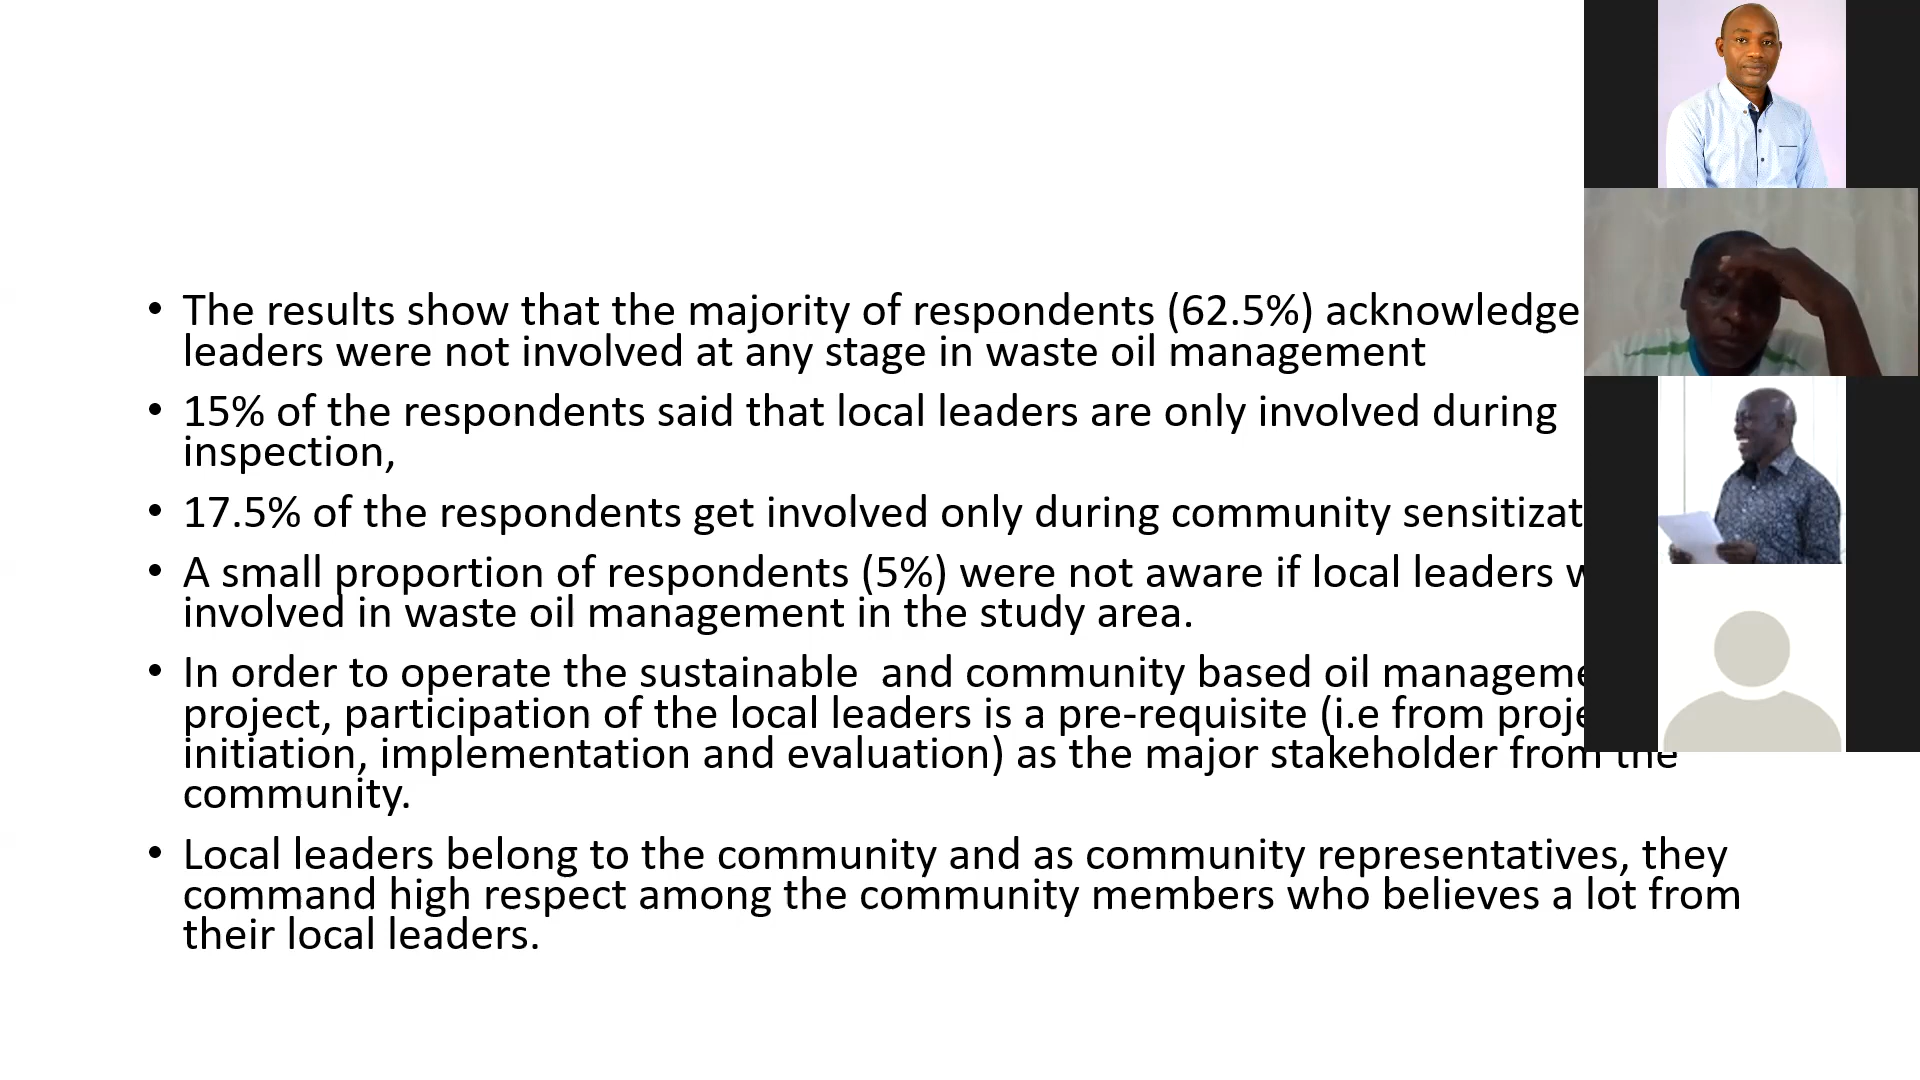 • The results show that the majority of respondents (62.5%) acknowledge
leaders were not involved at any stage in waste oil management
• 15% of the respondents said that local leaders are only involved during
inspection,
• 17.5% of the respondents get involved only during community
• A small proportion of respondents (5%) were not aware if local leaders
involved in waste oil management in the study area.
• In order to operate the sustainable  and community based oil
project, participation of the local leaders is a pre-requisite (i.e from
initiation, implementation and evaluation) as the major stakeholder from the
community.
• Local leaders belong to the community and as community representatives, they
command high respect among the community members who believes a lot from
their local leaders.